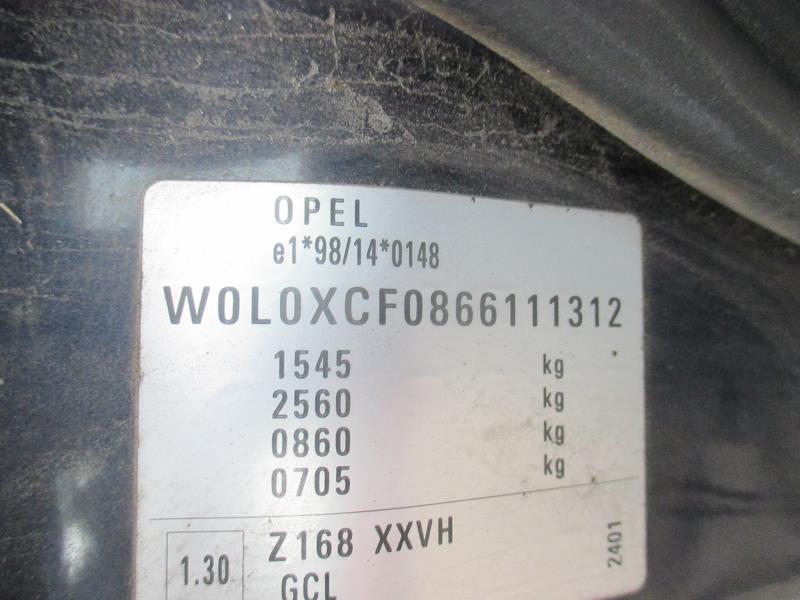 OPEL
e1*98/14*0148
W0L0XCF0866111312
1545 kg
2560 kg
0860 kg
0705 kg
1.30 Z168 XXVH
GCL
2401